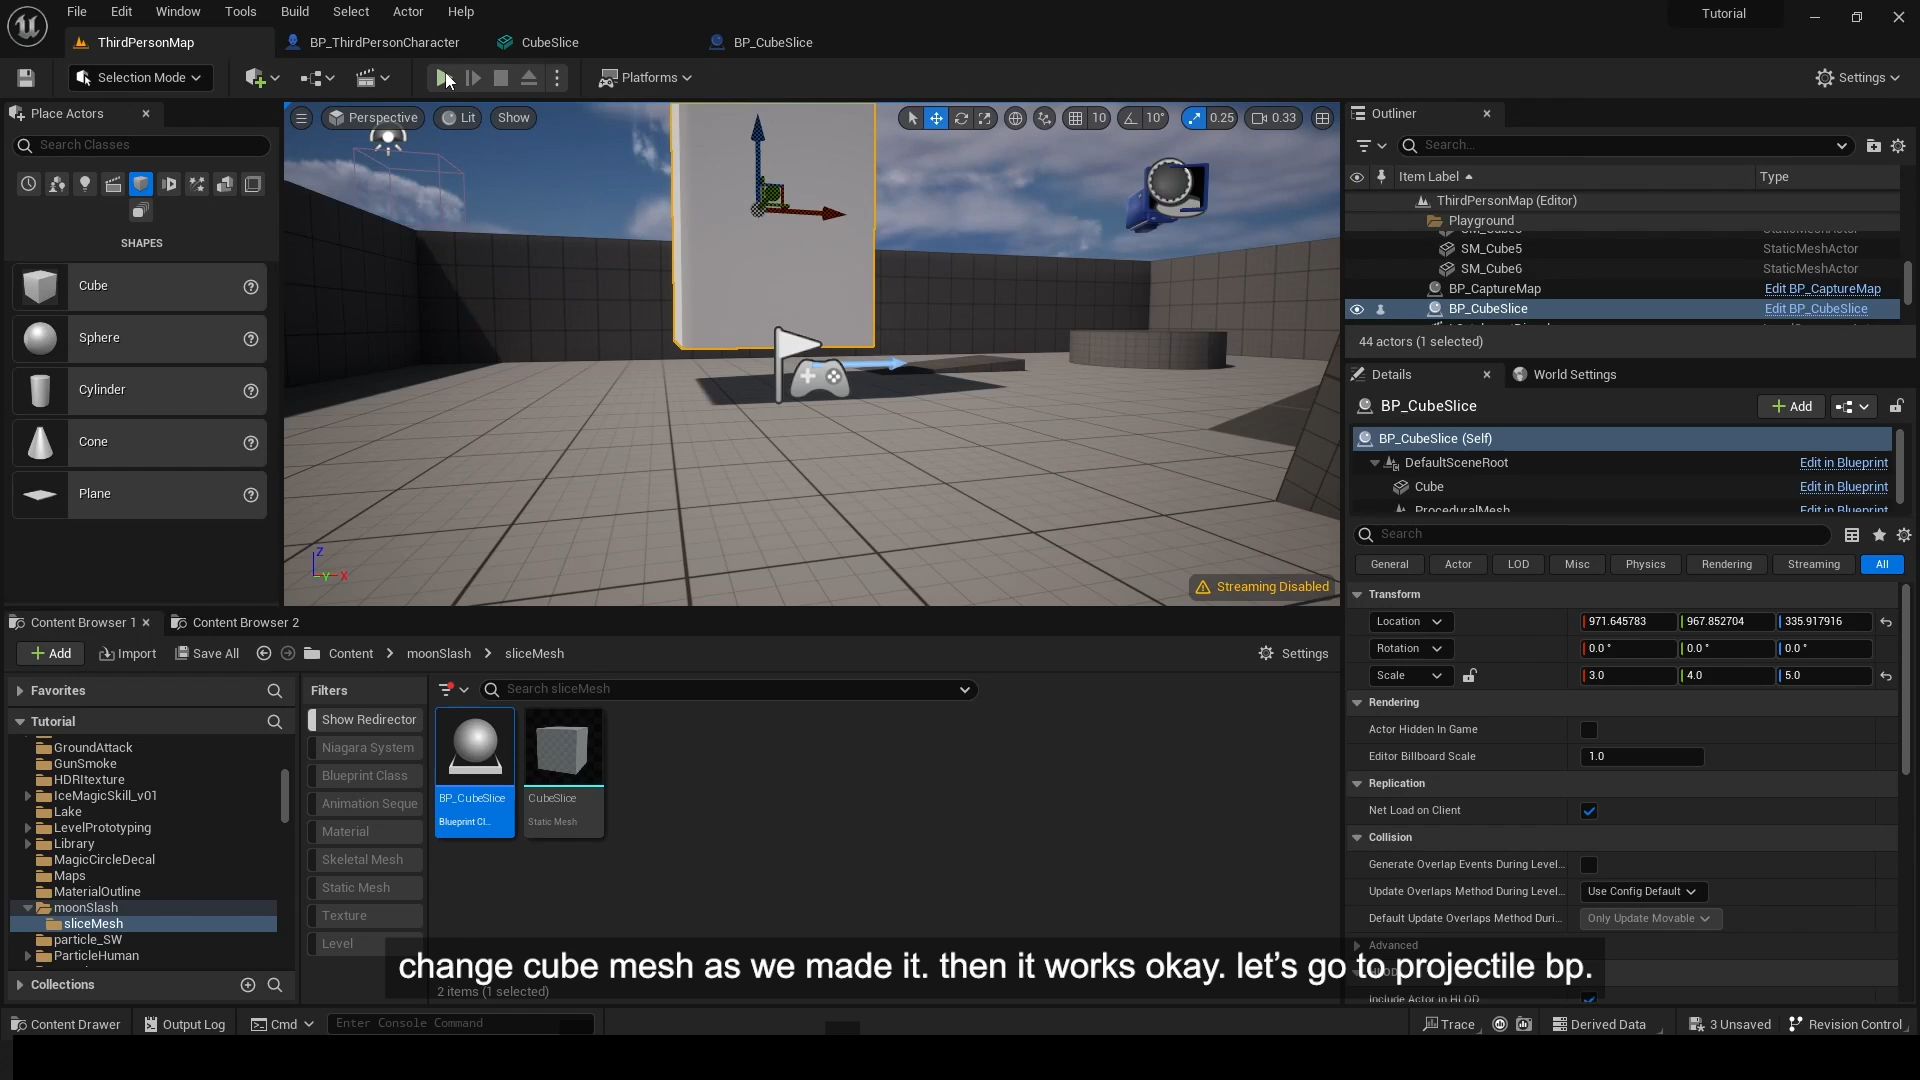 File Edit Window Tools Build Select Actor Help
Tutorial
ThirdPersonMap BP_ThirdPersonCharacter CubeSlice BP_CubeSlice
Selection Mode Platforms Settings
Place Actors
Search Classes
SHAPES
Cube
Sphere
Cylinder
Cone
Plane
Perspective Lit Show 10 10° 0.25 0.33
Z
Y X
Streaming Disabled
Outliner
Search...
Item Label Type
ThirdPersonMap (Editor)
Playground
SM_Cube5 StaticMeshActor
SM_Cube6 StaticMeshActor
BP_CaptureMap Edit BP_CaptureMap
BP_CubeSlice Edit BP_CubeSlice
44 actors (1 selected)
Details World Settings
BP_CubeSlice Add
BP_CubeSlice (Self)
DefaultSceneRoot Edit in Blueprint
Cube Edit in Blueprint
ProceduralMesh Edit in Blueprint
Search
General Actor LOD Misc Physics Rendering Streaming All
Transform
Location 971.645783 967.852704 335.917916
Rotation 0.0 ° 0.0 ° 0.0 °
Scale 3.0 4.0 5.0
Rendering
Actor Hidden In Game
Editor Billboard Scale 1.0
Replication
Net Load on Client
Collision
Generate Overlap Events During Level...
Update Overlaps Method During Level... Use Config Default
Default Update Overlaps Method Duri... Only Update Movable
Advanced
Include Actor in HLOD
Content Browser 1 Content Browser 2
Add Import Save All Content moonSlash sliceMesh Settings
Favorites
Tutorial
GroundAttack
GunSmoke
HDRItexture
IceMagicSkill_v01
Lake
LevelPrototyping
Library
MagicCircleDecal
Maps
MaterialOutline
moonSlash
sliceMesh
particle_SW
ParticleHuman
Collections
Filters
Show Redirector
Niagara System
Blueprint Class
Animation Seque
Material
Skeletal Mesh
Static Mesh
Texture
Level
Search sliceMesh
BP_CubeSlice
Blueprint Cl...
CubeSlice
Static Mesh
change cube mesh as we made it. then it works okay. let's go to projectile bp.
2 items (1 selected)
Content Drawer Output Log Cmd Enter Console Command Trace Derived Data 3 Unsaved Revision Control